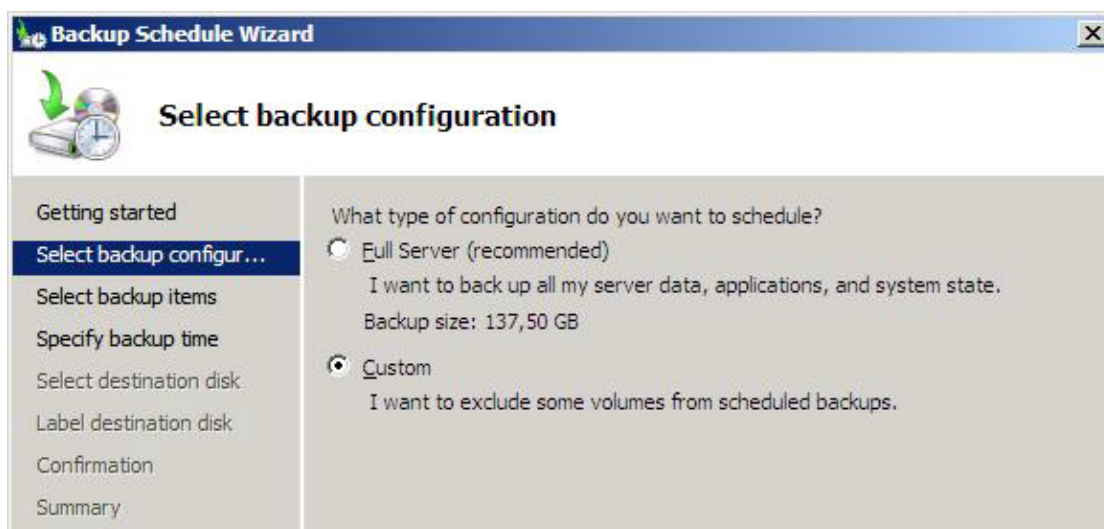 Backup Schedule Wizard
Select backup configuration
Getting started
Select backup configur...
Select backup items
Specify backup time
Select destination disk
Label destination disk
Confirmation
Summary
What type of configuration do you want to schedule?
Full Server (recommended)
I want to back up all my server data, applications, and system state.
Backup size: 137,50 GB
Custom
I want to exclude some volumes from scheduled backups.